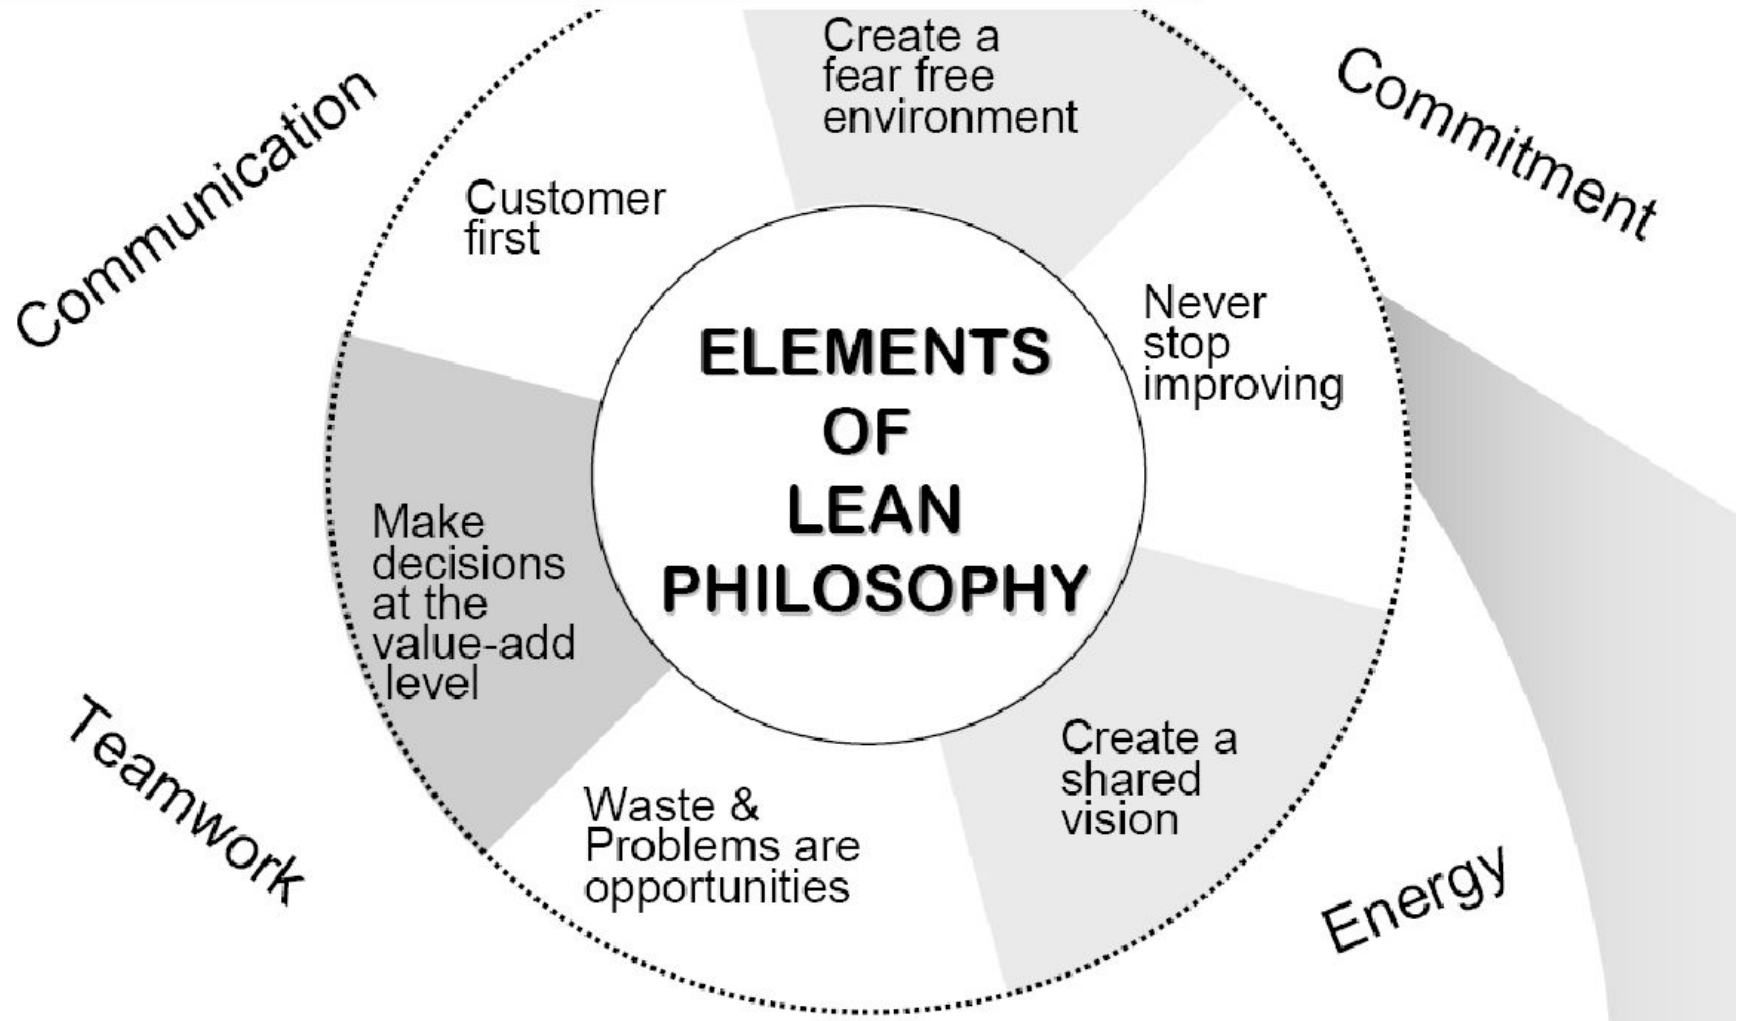 Communication
Create a
fear free
environment
Commitment
Customer
first
Never
stop
improving
ELEMENTS
OF
LEAN
PHILOSOPHY
Make
decisions
at the
value-add
level
Create a
shared
vision
Waste &
Problems are
opportunities
Teamwork
Energy